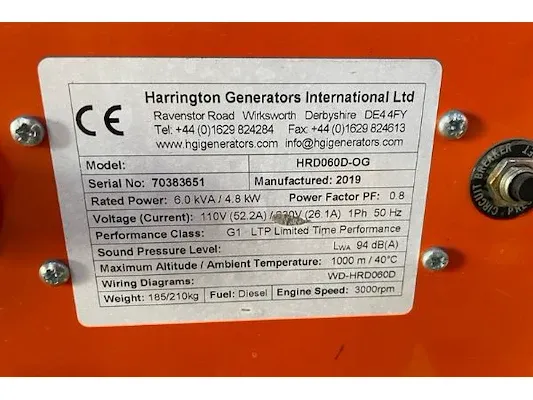 CE
Harrington Generators International Ltd
Ravenstor Road Wirksworth Derbyshire DE4 4FY
Tel: +44 (0)1629 824284 Fax: +44 (0)1629 824613
www.hgigenerators.com info@hgigenerators.com
Model: HRD060D-OG
Serial No: 70383651 Manufactured: 2019
Rated Power: 6.0 kVA / 4.8 kW Power Factor PF: 0.8
Voltage (Current): 110V (52.2A) / (26.1A) 1Ph 50 Hz
Performance Class: G1 LTP Limited Time Performance
Sound Pressure Level: LWA 94 dB(A)
Maximum Altitude / Ambient Temperature: 1000 m / 40°C
Wiring Diagrams: WD-HRD060D
Weight: 185/210kg Fuel: Diesel Engine Speed: 3000rpm
CIRCUIT BREAKER